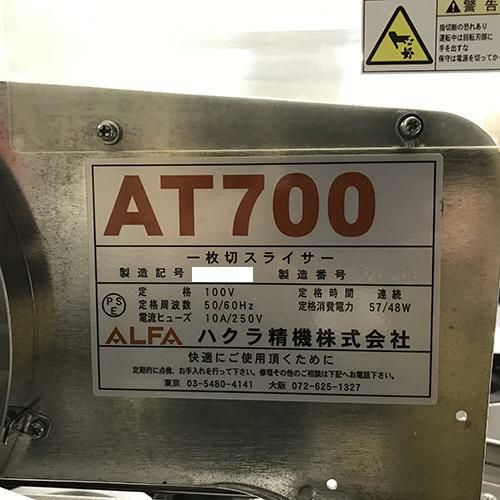 警告
指切断の恐れあり
運転中は回転刃部に
手を出すな
保守は電源を切ってか
AT700
一枚切スライサー
製造記号 製造番号
定格 100V 定格時間 連続
PSE 定格周波数 50/60Hz 定格消費電力 57/48W
電流ヒューズ 10A/250V
ALFA ハクラ精機株式会社
快適にご使用頂くために
定期的に点検、お手入れを行って下さい。修理その他のご相談は下記へお電話下さい。
東京 03-5480-4141 大阪 072-625-1327